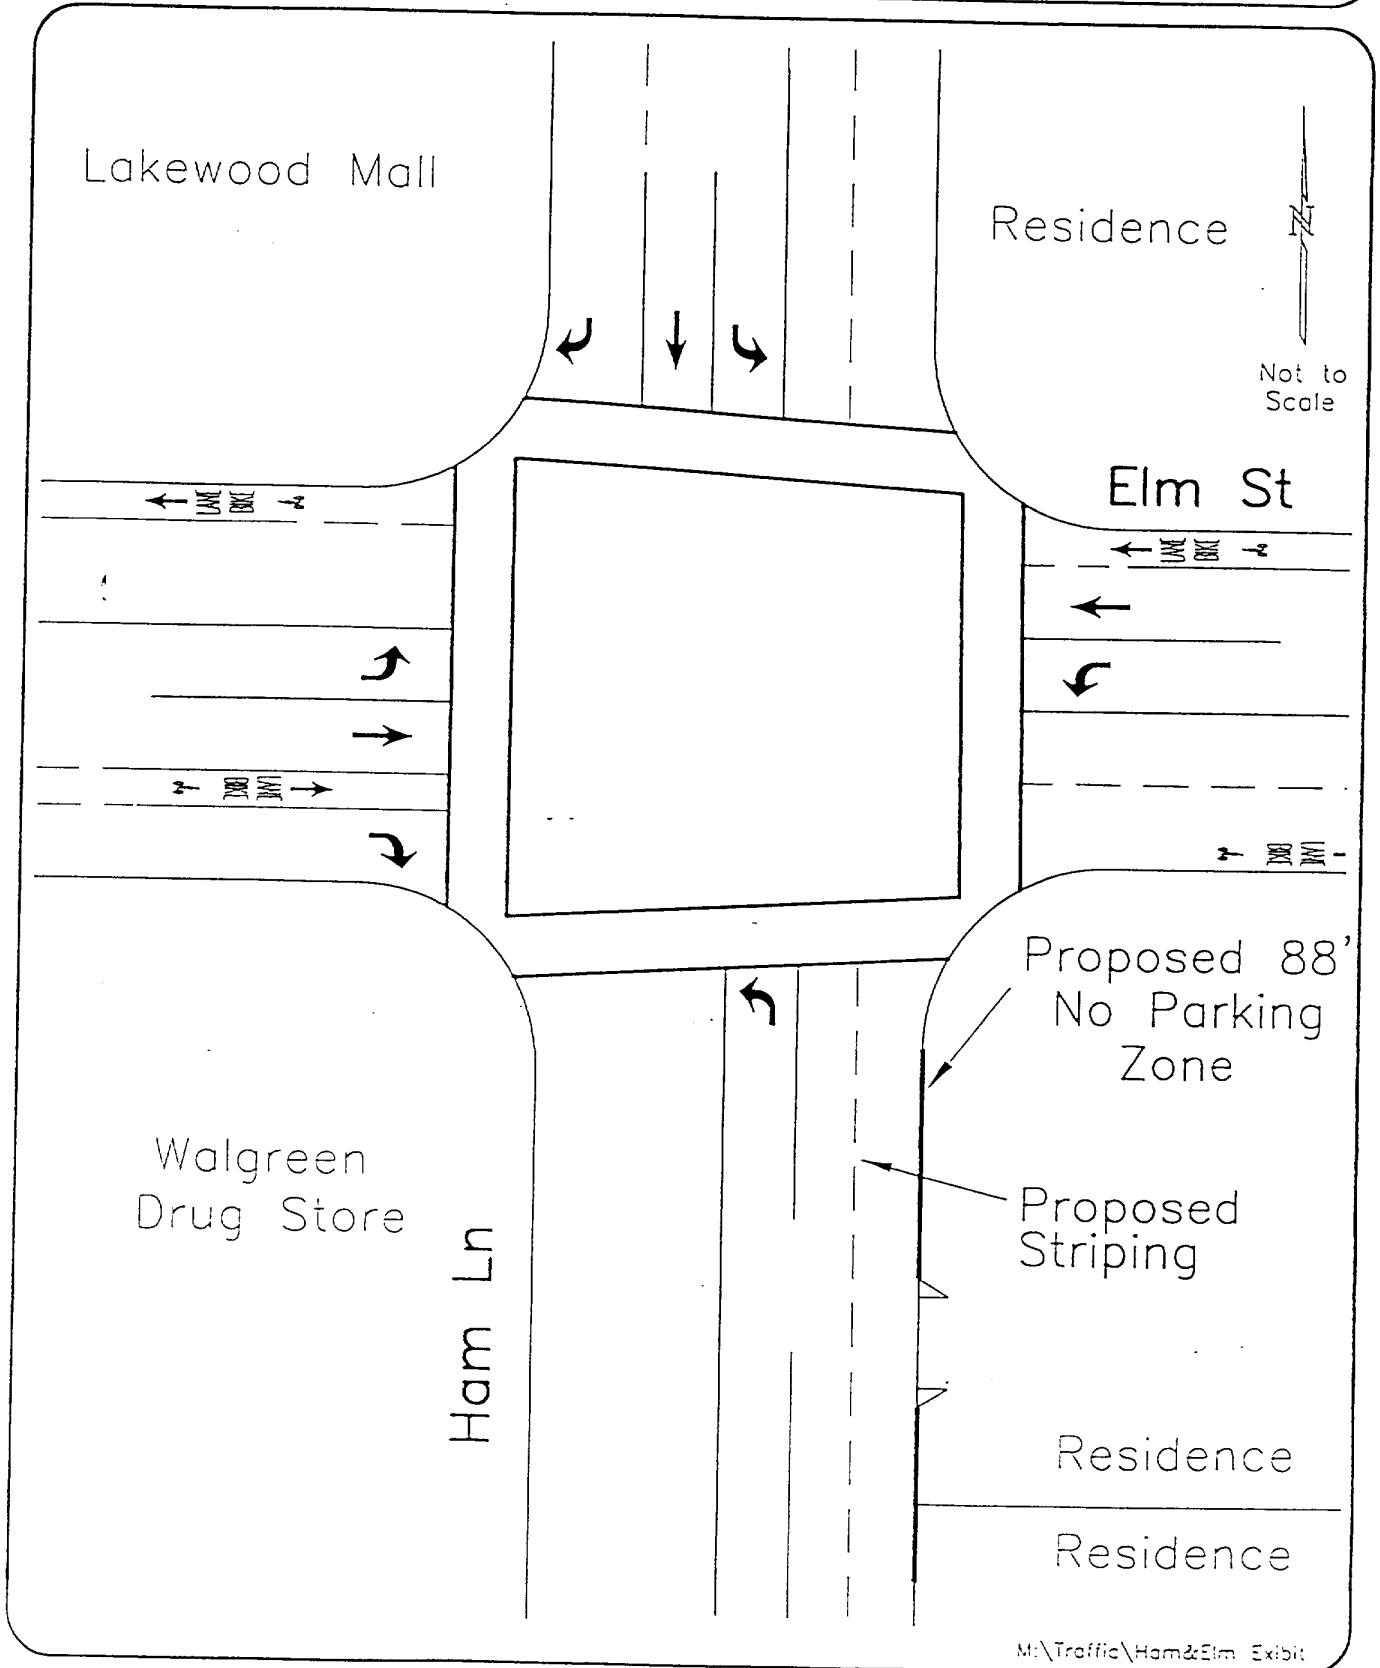 Lakewood Mall
Residence
N
Not to
Scale
Elm St
LANE
BIKE
LANE
BIKE
LANE
BIKE
LANE
BIKE
Proposed 88'
No Parking
Zone
Walgreen
Drug Store
Proposed
Striping
Ham Ln
Residence
Residence
M:\Traffic\Ham&Elm Exibit